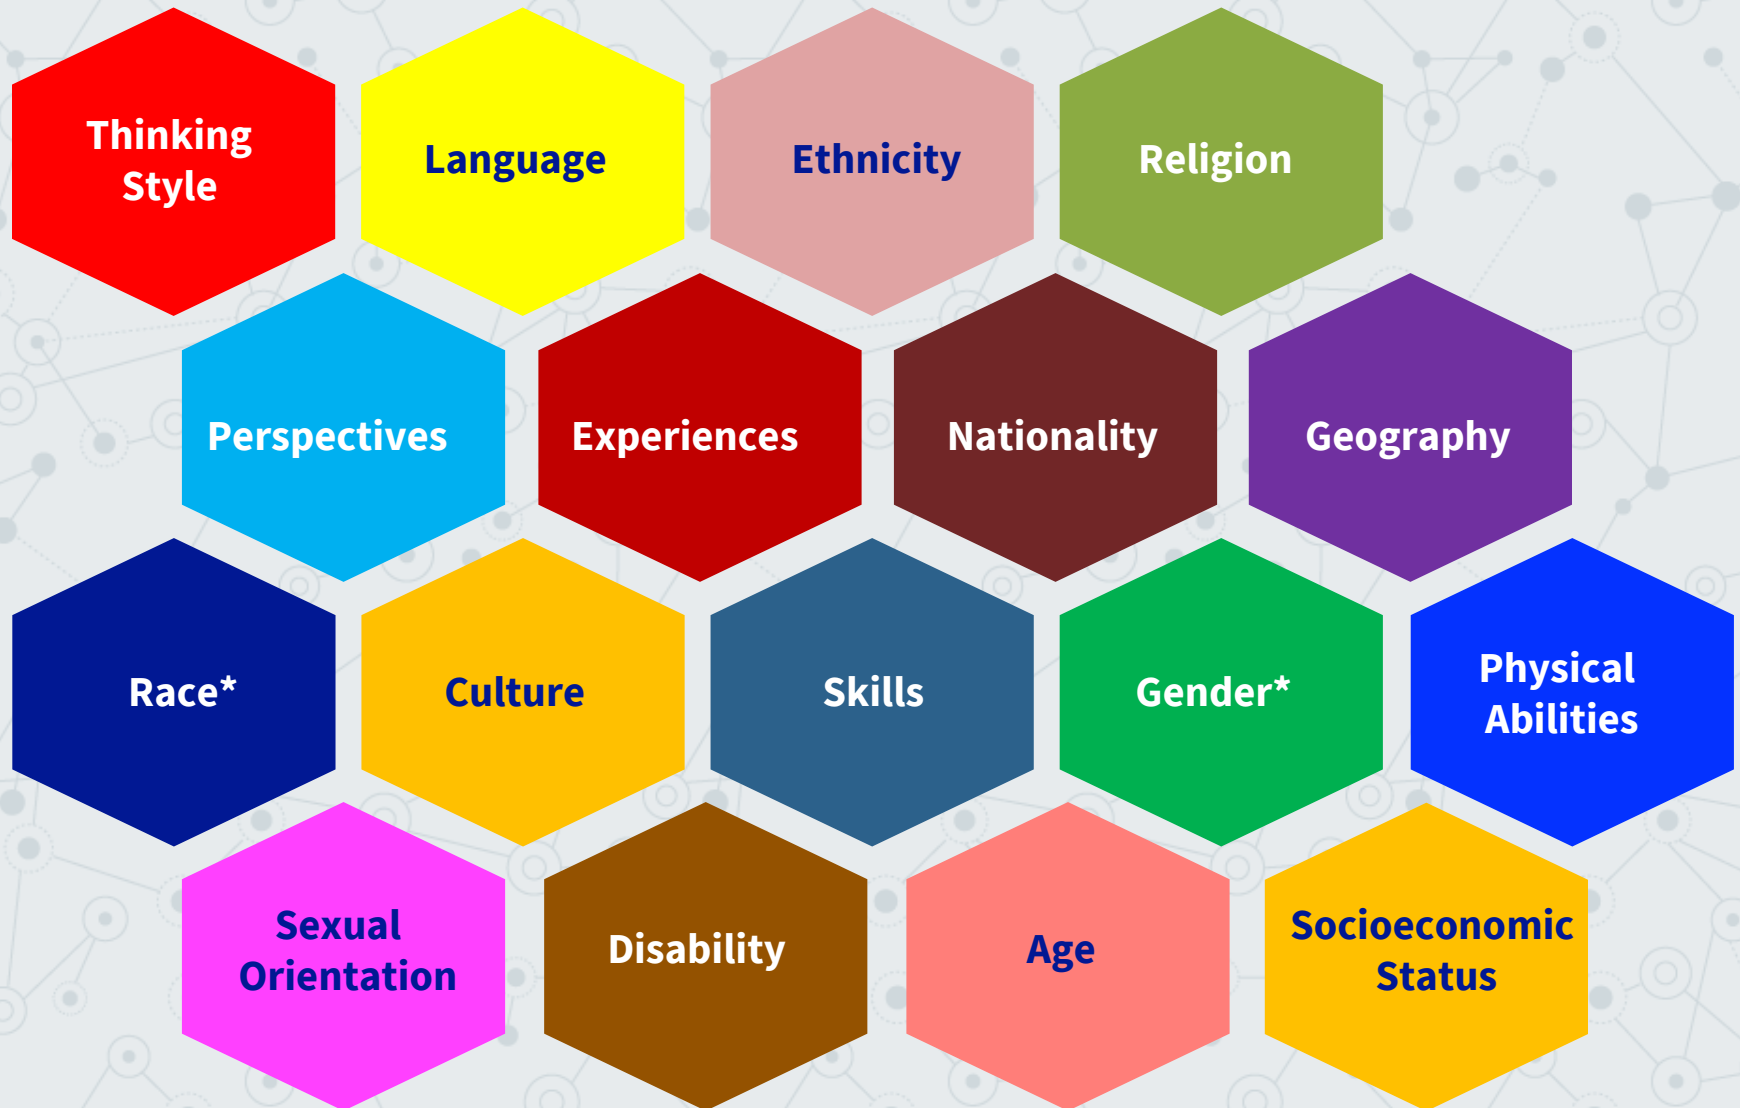 Thinking
Style
Language
Ethnicity
Religion
Perspectives
Experiences
Nationality
Geography
Race*
Culture
Skills
Gender*
Physical
Abilities
Sexual
Orientation
Disability
Age
Socioeconomic
Status